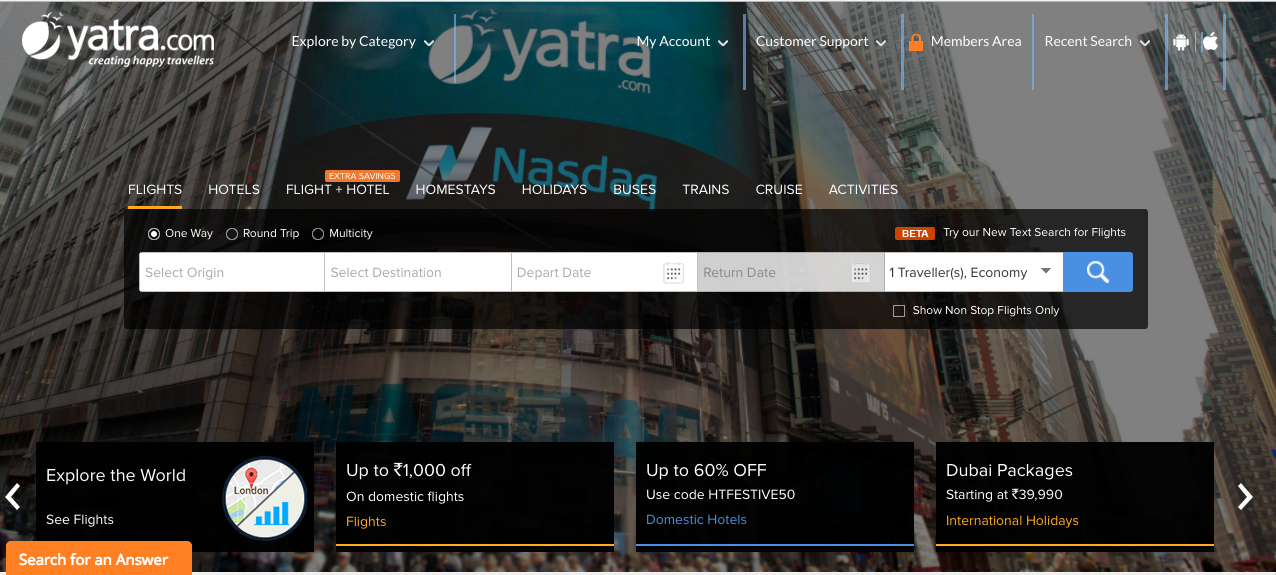 yatra.com
creating happy travellers
Explore by Category
My Account
Customer Support
Members Area
Recent Search
yatra
.com
Nasdaq
EXTRA SAVINGS
FLIGHTS HOTELS FLIGHT + HOTEL HOMESTAYS HOLIDAYS BUSES TRAINS CRUISE ACTIVITIES
One Way Round Trip Multicity
BETA Try our New Text Search for Flights
Select Origin Select Destination Depart Date Return Date 1 Traveller(s), Economy
Show Non Stop Flights Only
MAY 15
Explore the World
London
See Flights
Up to ₹1,000 off
On domestic flights
Flights
Up to 60% OFF
Use code HTFESTIVE50
Domestic Hotels
Dubai Packages
Starting at ₹39,990
International Holidays
Search for an Answer